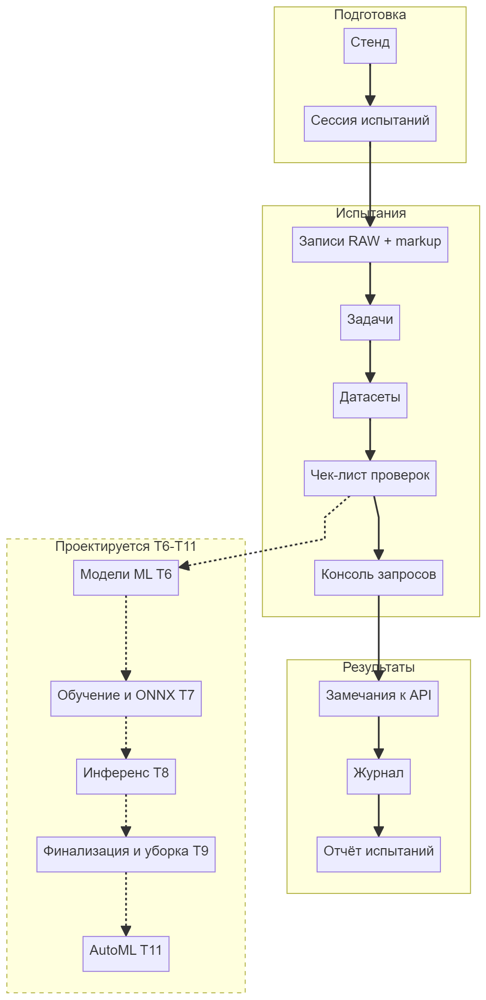 Подготовка
Стенд
Сессия испытаний
Испытания
Записи RAW + markup
Задачи
Датасеты
Чек-лист проверок
Проектируется T6-T11
Модели ML T6
Консоль запросов
Обучение и ONNX T7
Инференс T8
Финализация и уборка T9
AutoML T11
Результаты
Замечания к API
Журнал
Отчёт испытаний